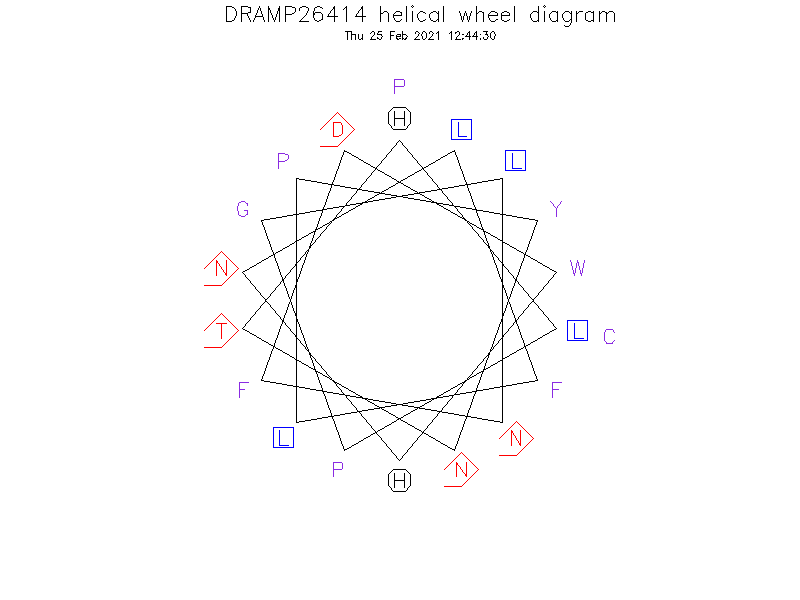 DRAMP26414 helical wheel diagram
Thu 25 Feb 2021 12:44:30
P
H
D L
P L
G Y
N W
T L C
F F
L N
P N
H